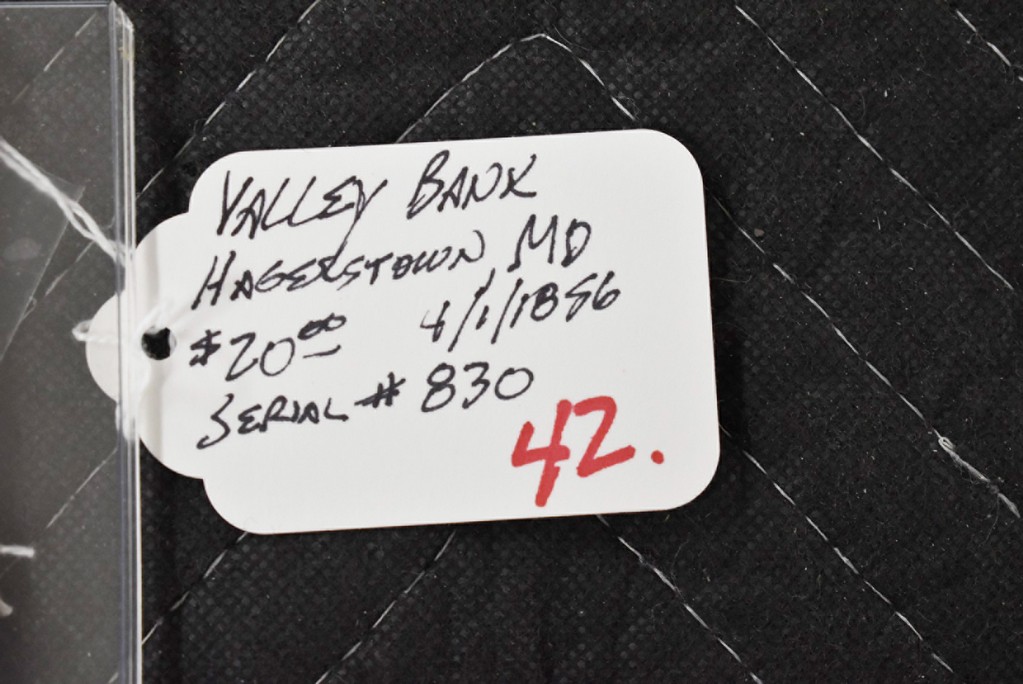 VALLEY BANK
HAGERSTOWN MD
$20.00 4/1/1856
SERIAL # 830
42.